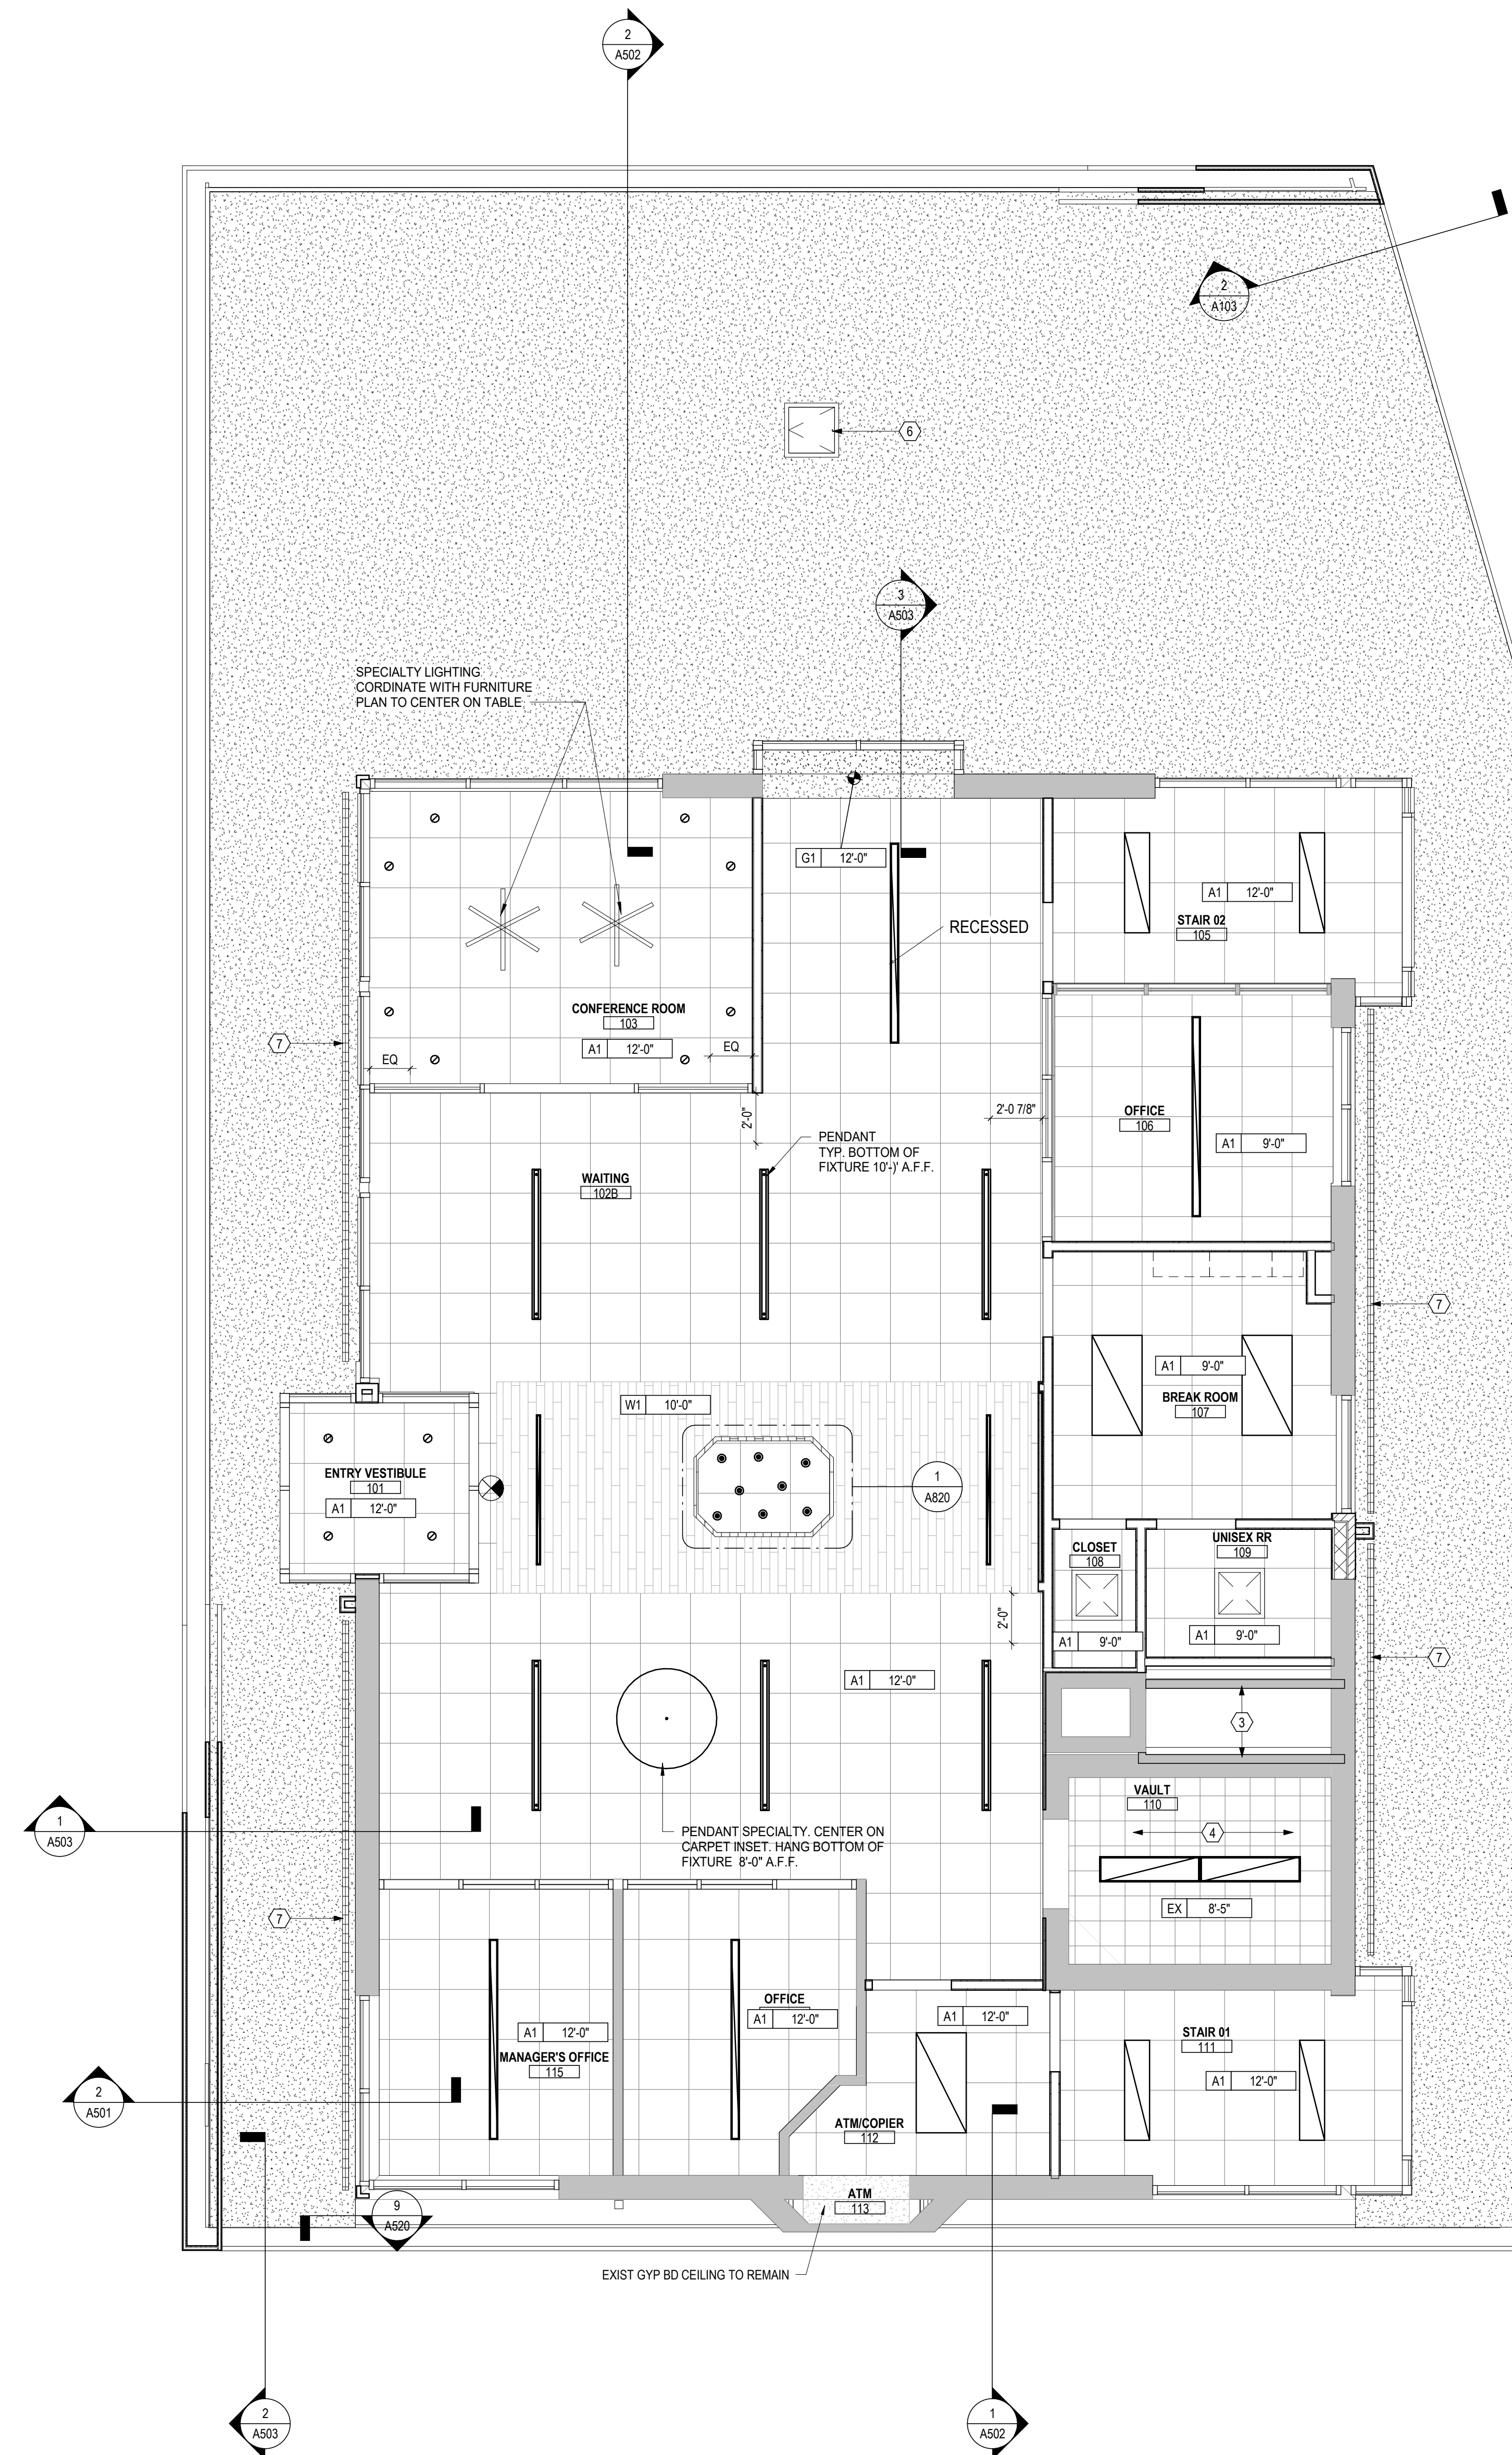 2
A502
2
A103
6
3
A503
SPECIALTY LIGHTING
CORDINATE WITH FURNITURE
PLAN TO CENTER ON TABLE
G1 12'-0"
RECESSED
A1 12'-0"
STAIR 02
105
CONFERENCE ROOM
103
A1 12'-0"
7
EQ
EQ
2'-0"
2'-0 7/8"
OFFICE
106
A1 9'-0"
PENDANT
TYP. BOTTOM OF
FIXTURE 10'-)' A.F.F.
WAITING
102B
7
A1 9'-0"
BREAK ROOM
107
W1 10'-0"
ENTRY VESTIBULE
101
A1 12'-0"
1
A820
CLOSET
108
UNISEX RR
109
A1 9'-0"
A1 9'-0"
2'-0"
7
A1 12'-0"
3
VAULT
110
4
EX 8'-5"
1
A503
PENDANT SPECIALTY. CENTER ON
CARPET INSET. HANG BOTTOM OF
FIXTURE 8'-0" A.F.F.
7
OFFICE
A1 12'-0"
A1 12'-0"
MANAGER'S OFFICE
115
A1 12'-0"
STAIR 01
111
A1 12'-0"
2
A501
ATM/COPIER
112
ATM
113
9
A520
EXIST GYP BD CEILING TO REMAIN
2
A503
1
A502